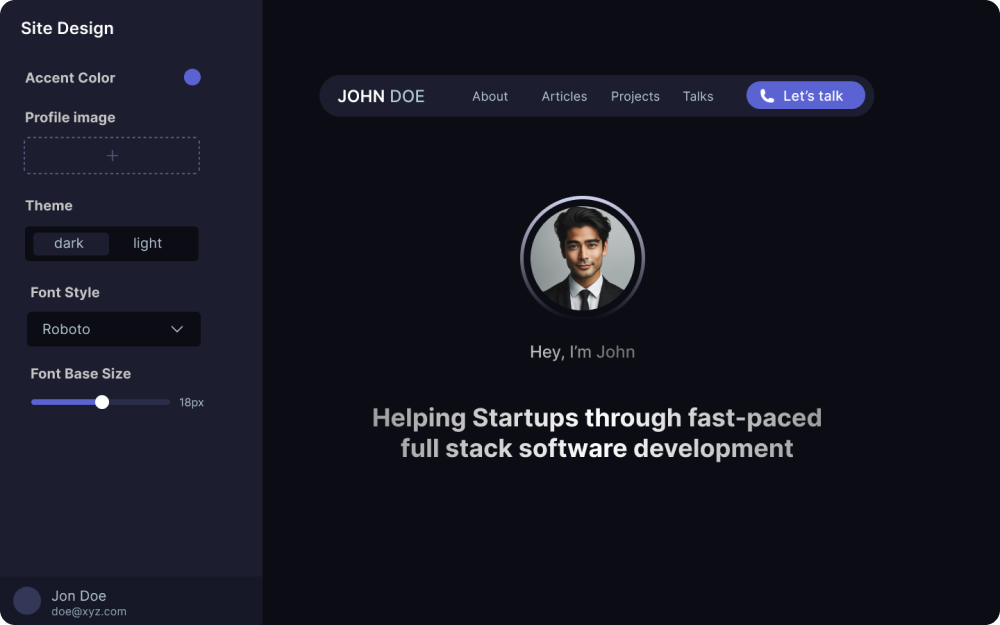 Site Design
Accent Color
Profile image
+
Theme
dark light
Font Style
Roboto
Font Base Size
18px
Jon Doe
doe@xyz.com
JOHN DOE About Articles Projects Talks Let’s talk
Hey, I’m John
Helping Startups through fast-paced
full stack software development